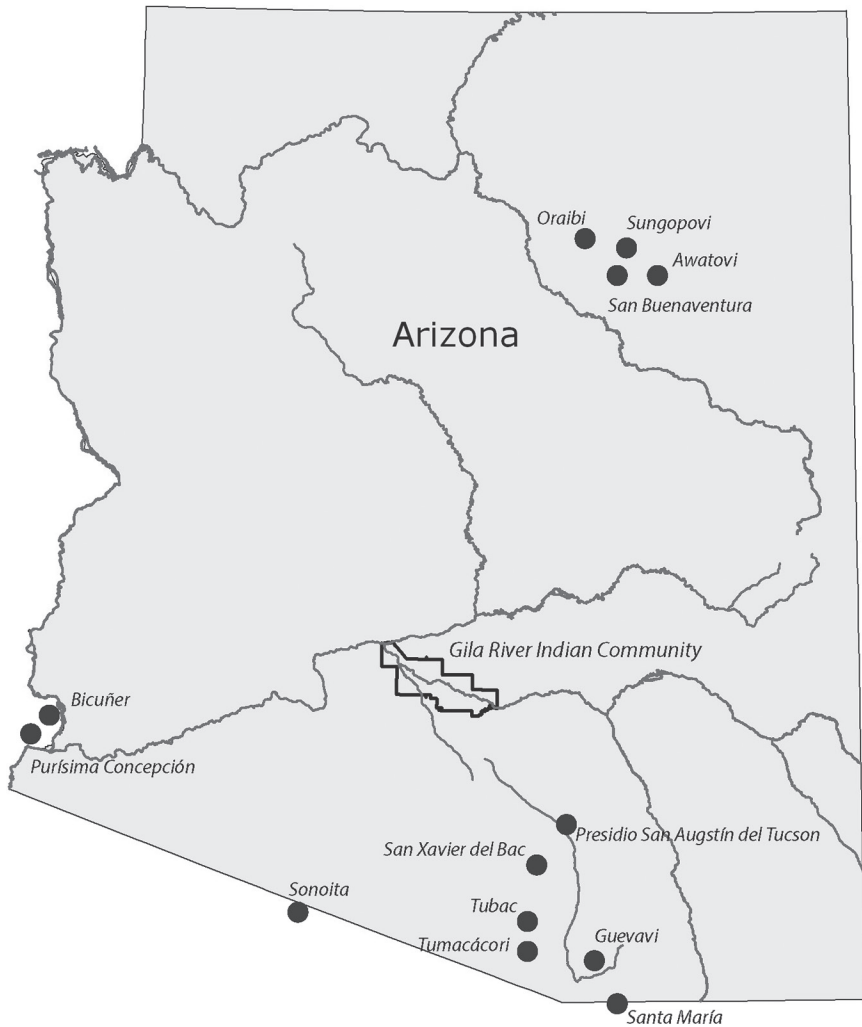 Oraibi
Sungopovi
Awatovi
San Buenaventura
Arizona
Gila River Indian Community
Bicuñer
Purísima Concepción
Presidio San Augstín del Tucson
San Xavier del Bac
Sonoita
Tubac
Guevavi
Tumacácori
Santa María